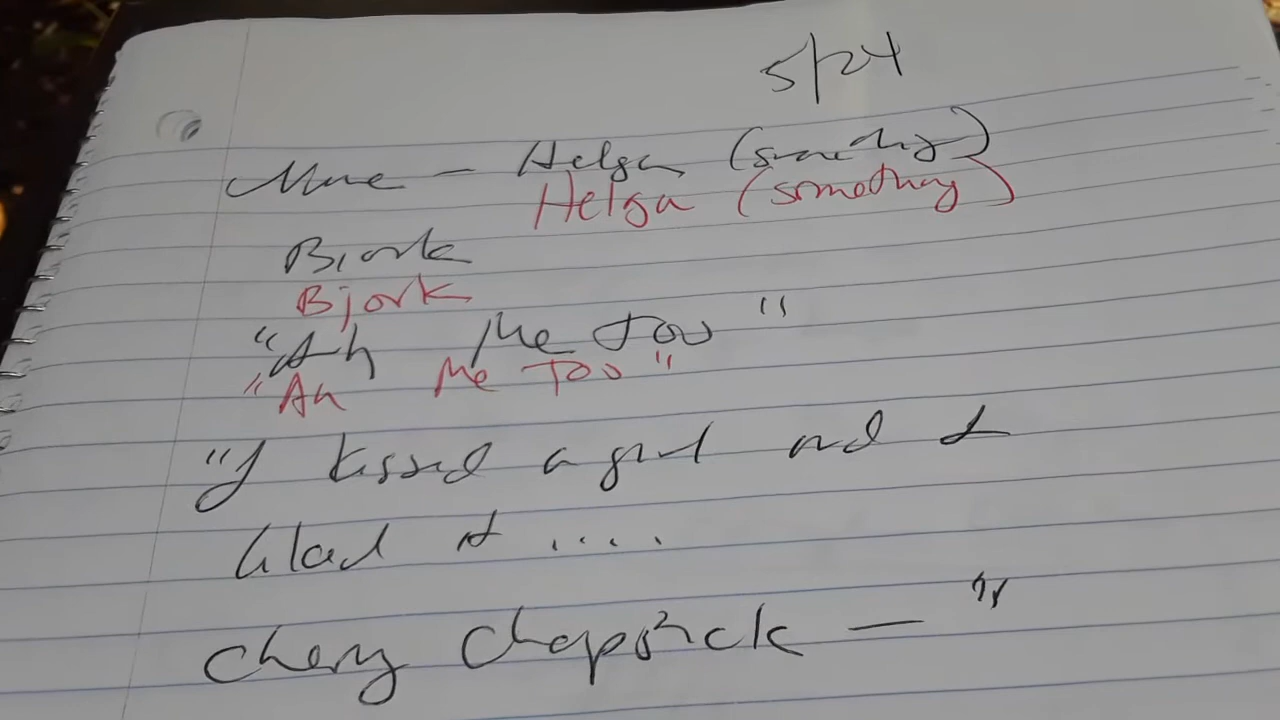 5/24
— Helga (something)
Helga (something)
Bjork
Bjork
"Ah Me Too"
"Ah Me Too"
"I kissed a girl and I
liked it ....
cherry chapstick — "